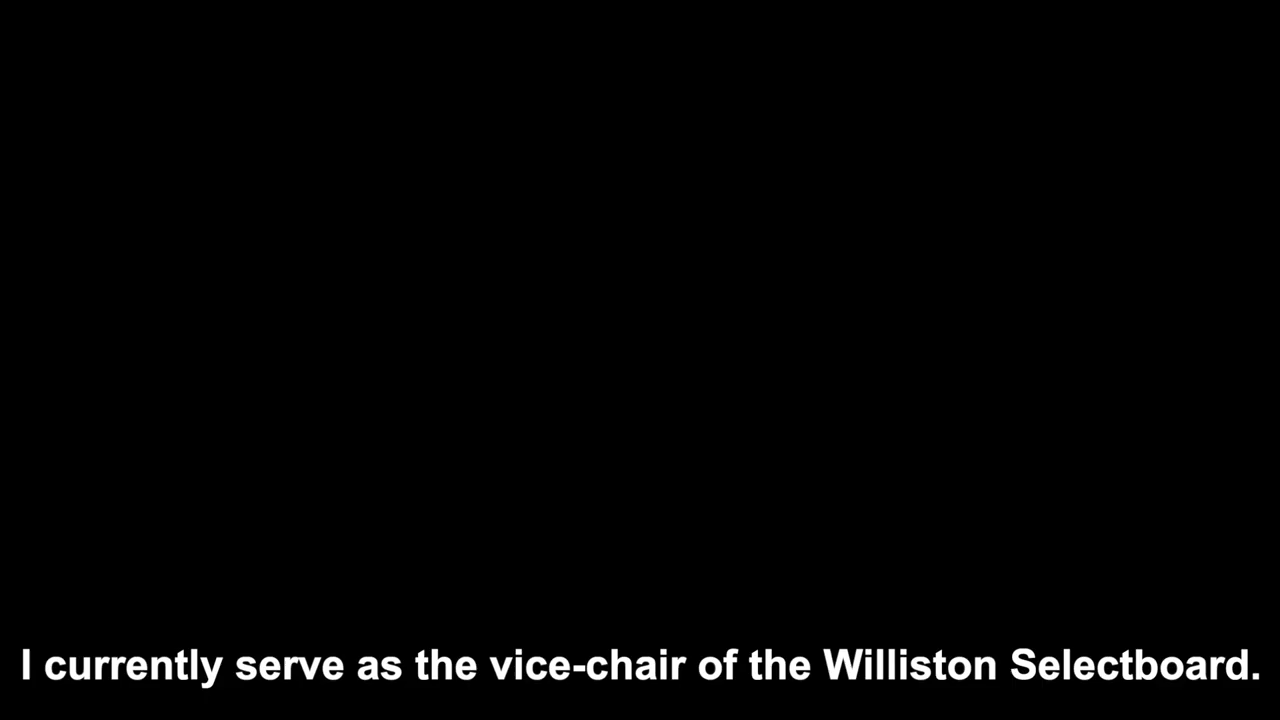 I currently serve as the vice-chair of the Williston Selectboard.